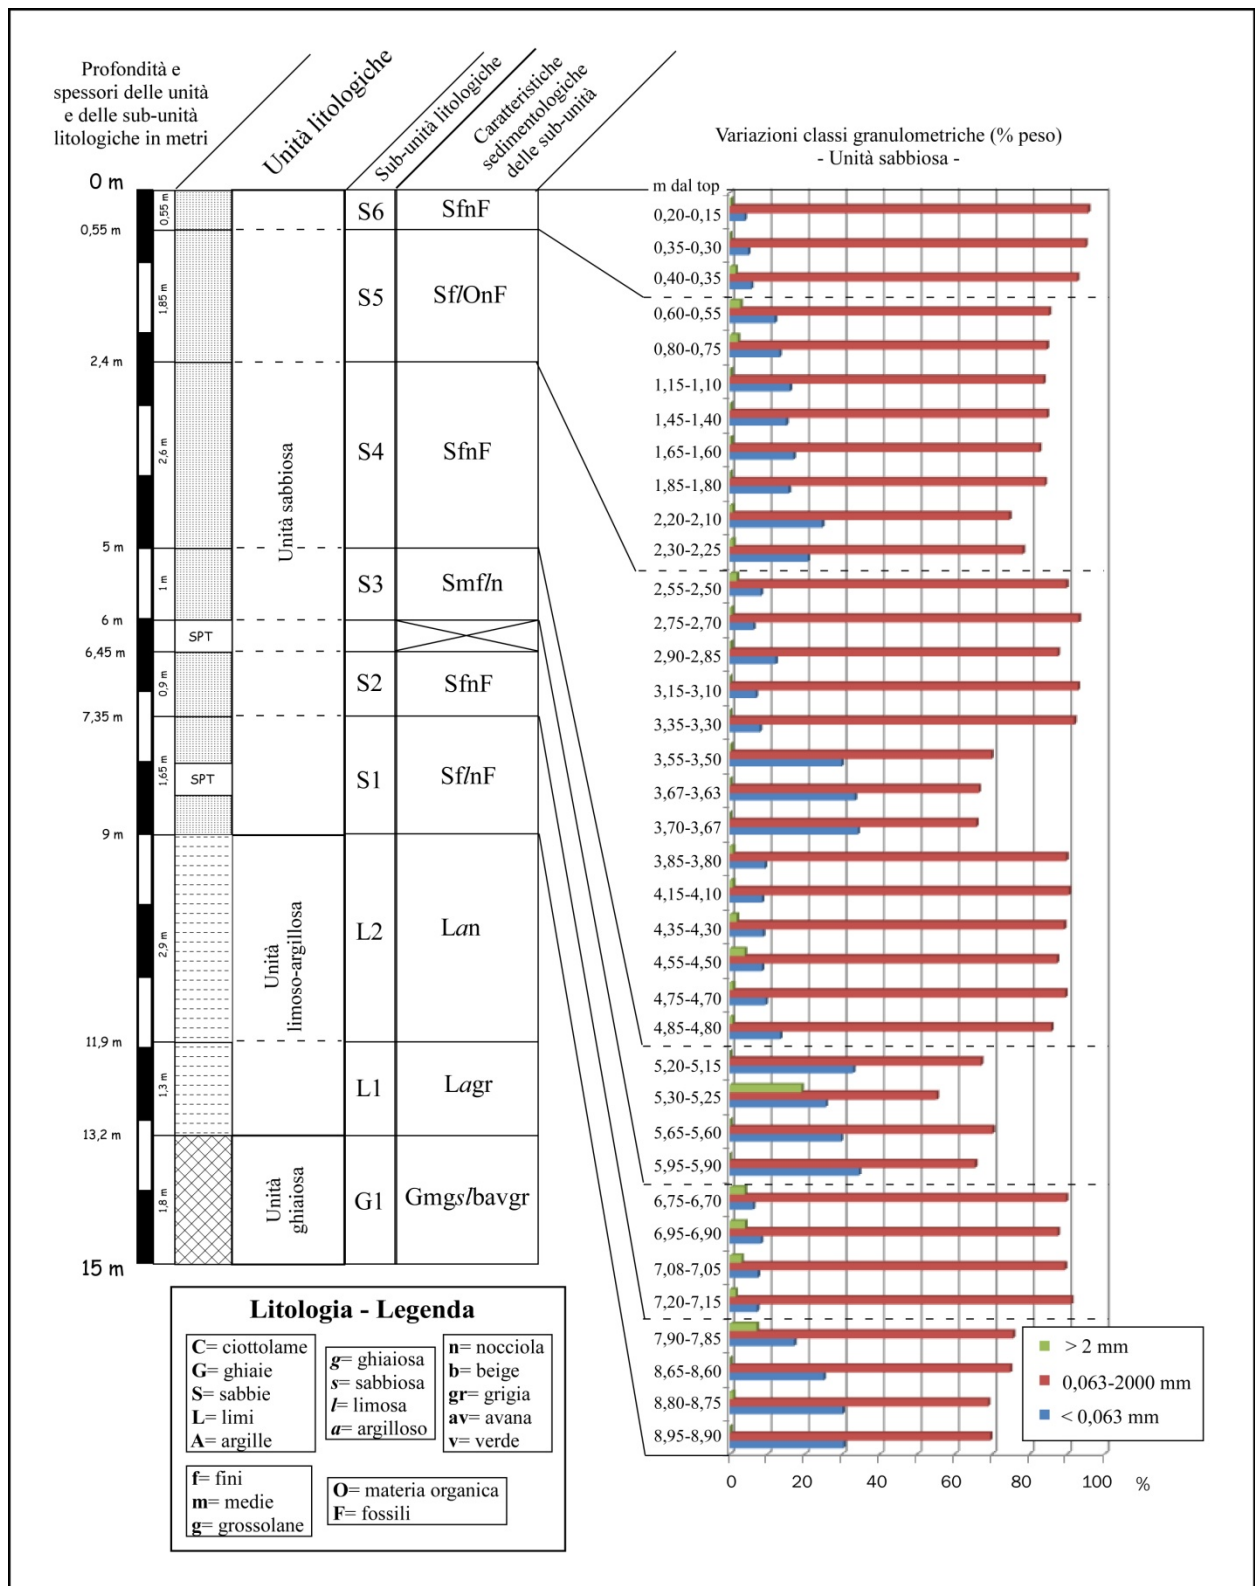 Profondità e
spessori delle unità
e delle sub-unità
litologiche in metri
Unità litologiche
Sub-unità litologiche
Caratteristiche
sedimentologiche
delle sub-unità
0 m
0,55 m
2,4 m
5 m
6 m
6,45 m
7,35 m
9 m
11,9 m
13,2 m
15 m
0,55 m
1,85 m
2,6 m
1 m
0,9 m
1,65 m
2,9 m
1,3 m
1,8 m
SPT
SPT
Unità sabbiosa
Unità
limoso-argillosa
Unità
ghiaiosa
S6 SfnF
S5 SflOnF
S4 SfnF
S3 Smfln
S2 SfnF
S1 SflnF
L2 Lan
L1 Lagr
G1 Gmgslbavgr
Variazioni classi granulometriche (% peso)
- Unità sabbiosa -
m dal top
0,20-0,15
0,35-0,30
0,40-0,35
0,60-0,55
0,80-0,75
1,15-1,10
1,45-1,40
1,65-1,60
1,85-1,80
2,20-2,10
2,30-2,25
2,55-2,50
2,75-2,70
2,90-2,85
3,15-3,10
3,35-3,30
3,55-3,50
3,67-3,63
3,70-3,67
3,85-3,80
4,15-4,10
4,35-4,30
4,55-4,50
4,75-4,70
4,85-4,80
5,20-5,15
5,30-5,25
5,65-5,60
5,95-5,90
6,75-6,70
6,95-6,90
7,08-7,05
7,20-7,15
7,90-7,85
8,65-8,60
8,80-8,75
8,95-8,90
0 20 40 60 80 100 %
> 2 mm
0,063-2000 mm
< 0,063 mm
Litologia - Legenda
C= ciottolame
G= ghiaie
S= sabbie
L= limi
A= argille
g= ghiaiosa
s= sabbiosa
l= limosa
a= argilloso
n= nocciola
b= beige
gr= grigia
av= avana
v= verde
f= fini
m= medie
g= grossolane
O= materia organica
F= fossili